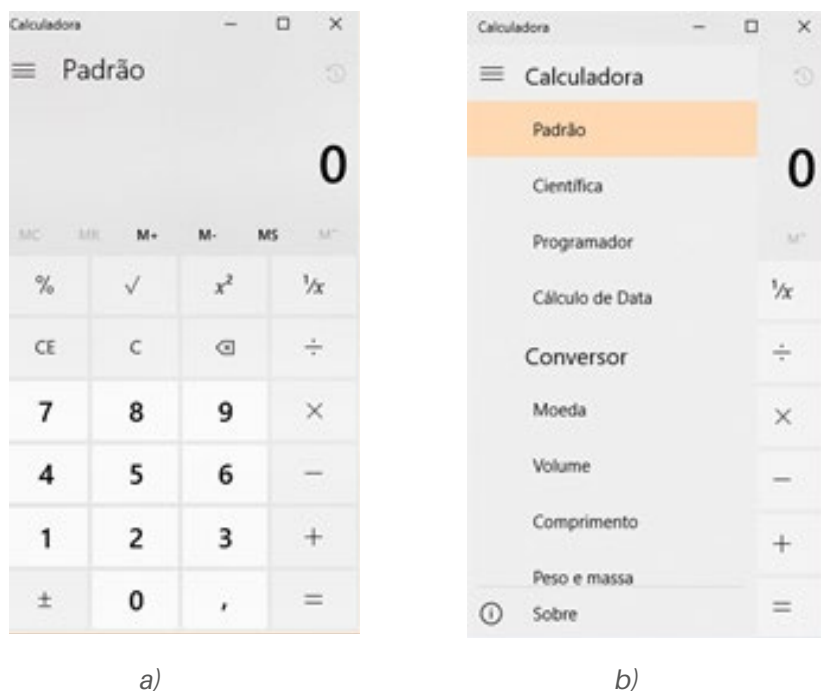 Calculadora
Padrão
0
MC MR M+ M- MS M˅
% √ x² ¹/x
CE C ⌫ ÷
7 8 9 ×
4 5 6 −
1 2 3 +
± 0 , =
a)
Calculadora
Calculadora
0
Padrão
Científica
Programador
M˅
Cálculo de Data
¹/x
Conversor
÷
Moeda
×
Volume
−
Comprimento
+
Peso e massa
Sobre
=
b)